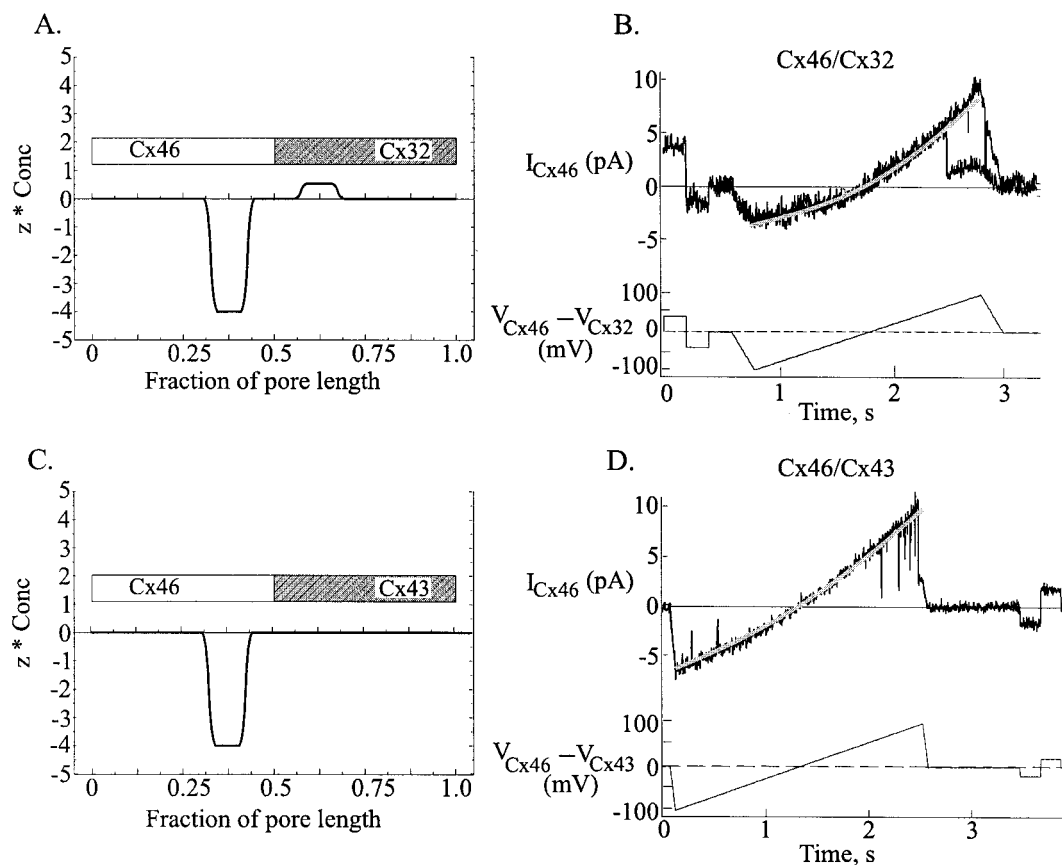 A.
5
4
3
2
1
0
-1
-2
-3
-4
-5
z * Conc
Cx46
Cx32
0
0.25
0.50
0.75
1.0
Fraction of pore length
B.
Cx46/Cx32
10
5
0
-5
I_Cx46 (pA)
100
0
-100
V_Cx46 – V_Cx32
(mV)
0
1
2
3
Time, s
C.
5
4
3
2
1
0
-1
-2
-3
-4
-5
z * Conc
Cx46
Cx43
0
0.25
0.50
0.75
1.0
Fraction of pore length
D.
Cx46/Cx43
10
5
0
-5
I_Cx46 (pA)
100
0
-100
V_Cx46 – V_Cx43
(mV)
0
1
2
3
Time, s